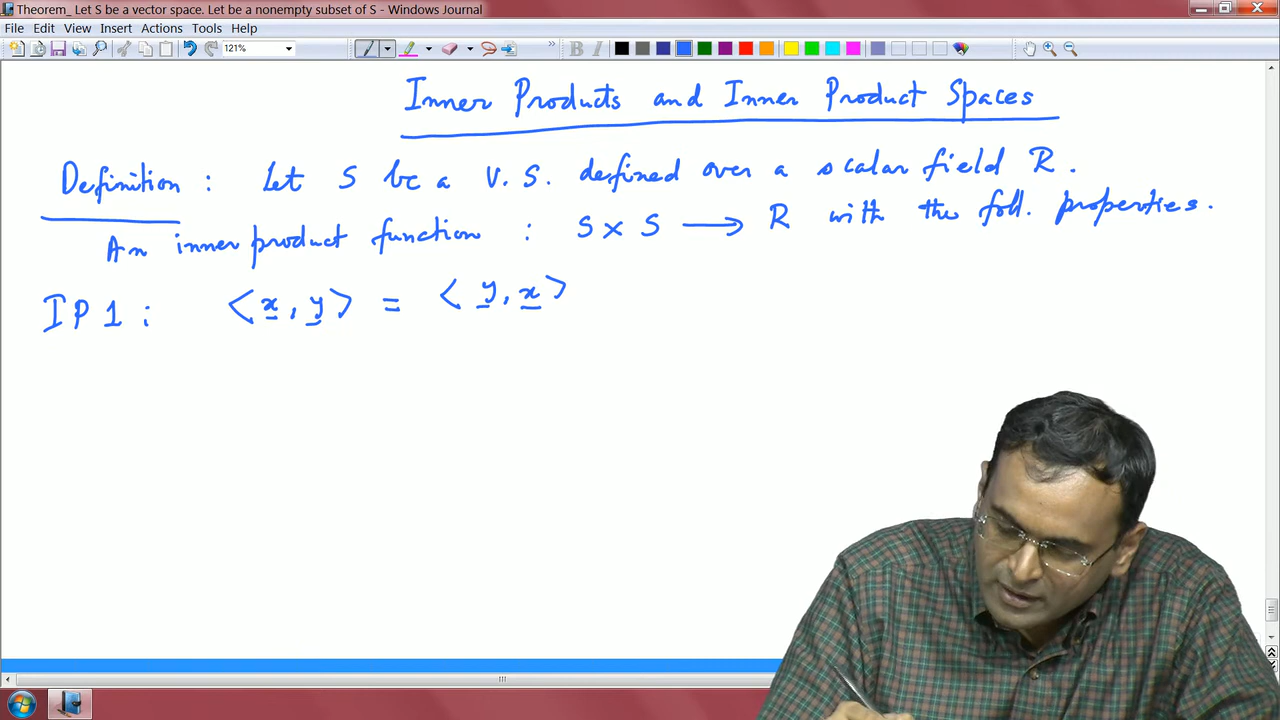 Theorem_ Let S be a vector space. Let be a nonempty subset of S - Windows Journal
File Edit View Insert Actions Tools Help
121%
Inner Products and Inner Product Spaces
Definition : Let S be a V. S. defined over a scalar field R.
An inner product function : S x S ⟶ R with the foll. properties.
IP1: <x, y> = <y, x>